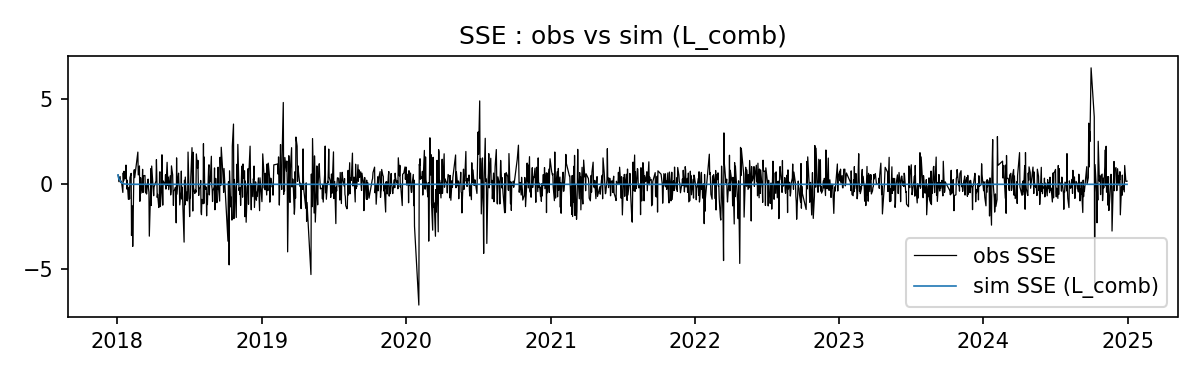 SSE : obs vs sim (L_comb)
5
0
−5
obs SSE
sim SSE (L_comb)
2018 2019 2020 2021 2022 2023 2024 2025